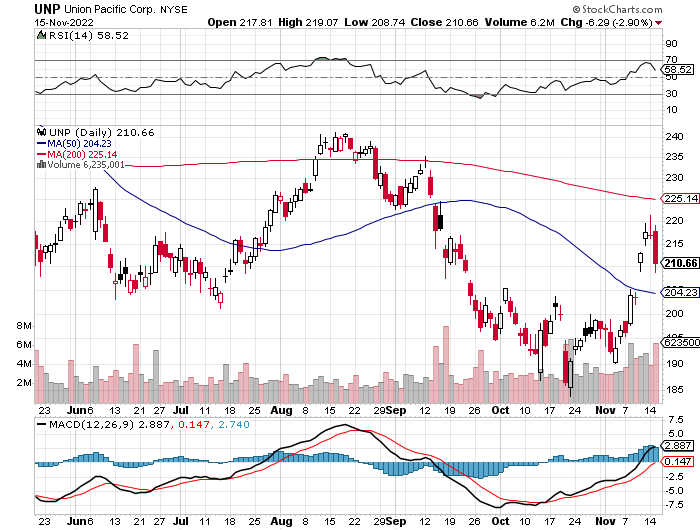 UNP Union Pacific Corp. NYSE © StockCharts.com
15-Nov-2022 Open 217.81 High 219.07 Low 208.74 Close 210.66 Volume 6.2M Chg -6.29 (-2.90%)
RSI(14) 58.52
90
70
58.52
50
30
10
UNP (Daily) 210.66
MA(50) 204.23
MA(200) 225.14
Volume 6,235,001
240
235
230
225.14
220
215
210.66
204.23
200
195
6235001
190
185
8M
6M
4M
2M
23 Jun 6 13 21 27 Jul 5 11 18 25 Aug 8 15 22 29 Sep 12 19 26 Oct 10 17 24 Nov 7 14
MACD(12,26,9) 2.887, 0.147, 2.740
7.5
5.0
2.887
0.147
-2.5
-5.0
-7.5
23 Jun 6 13 21 27 Jul 11 18 25 Aug 8 15 22 29 Sep 12 19 26 Oct 10 17 24 Nov 7 14